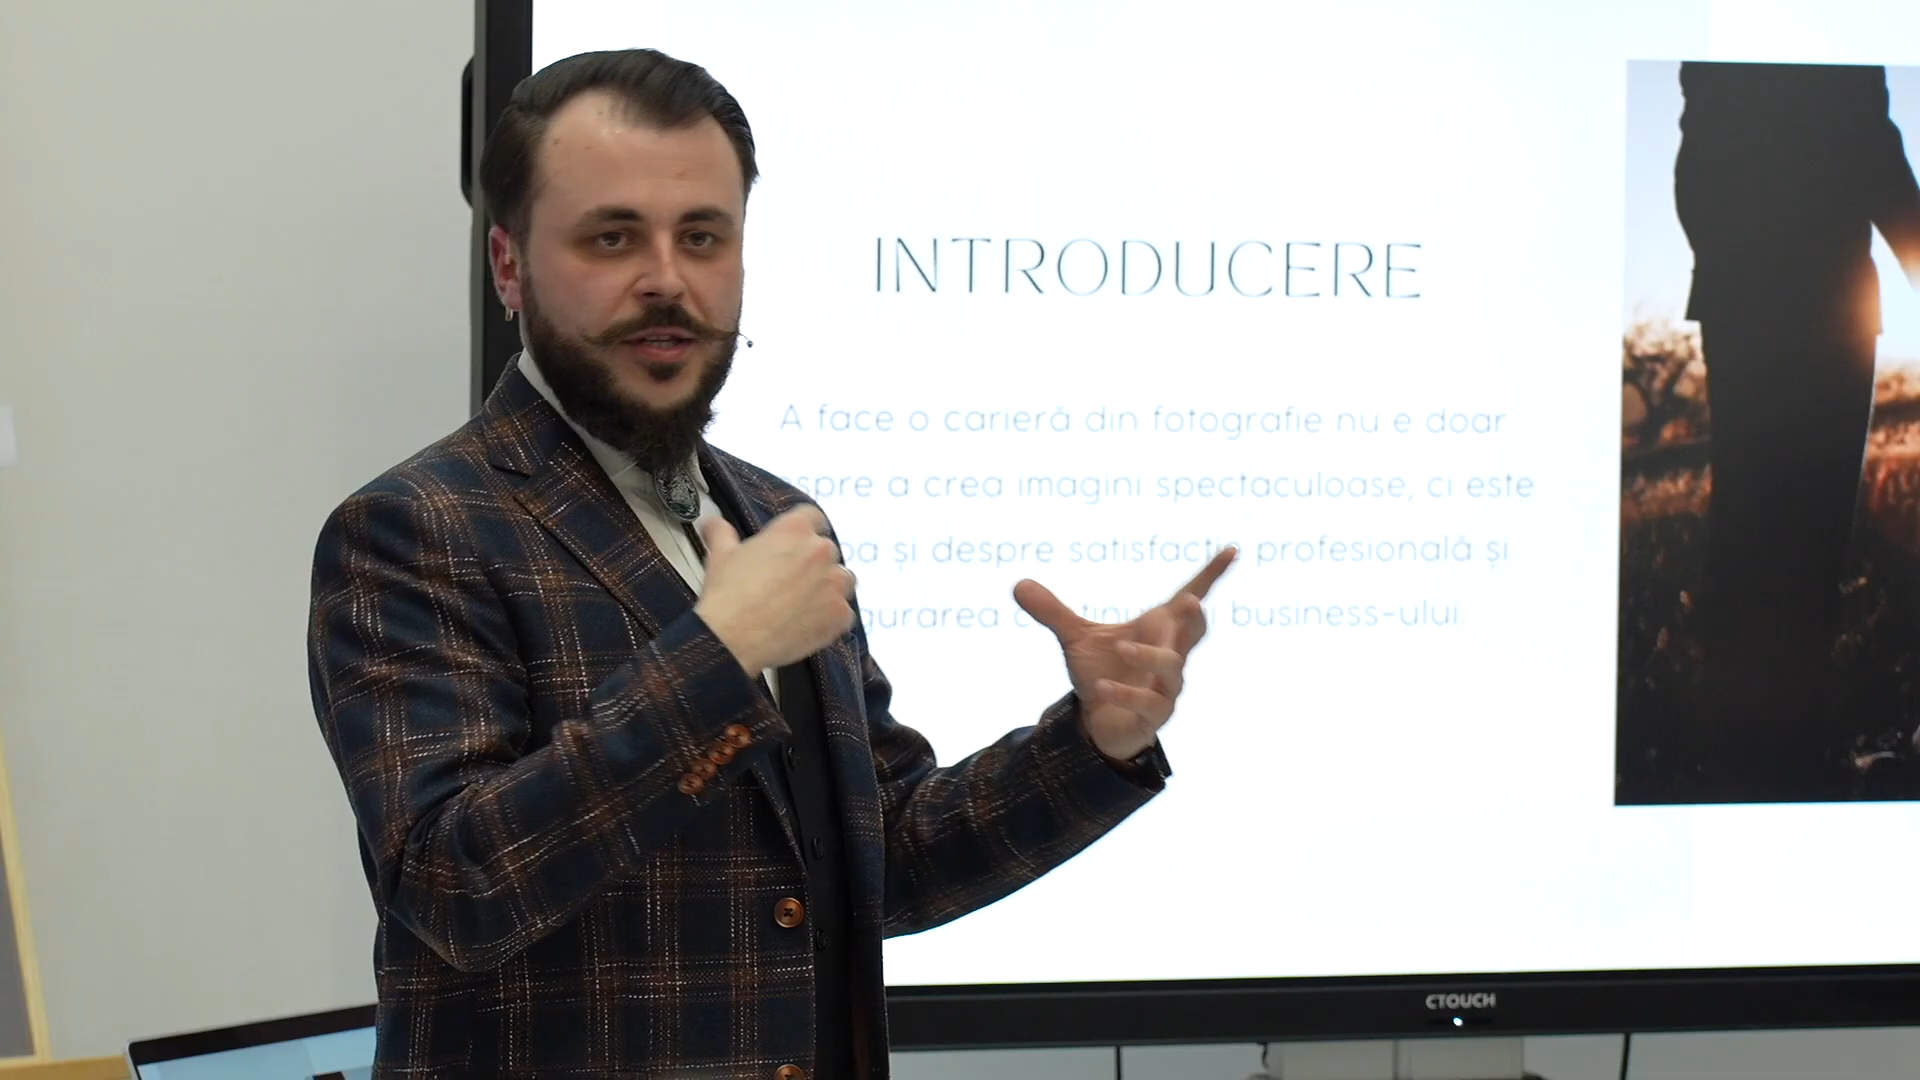 INTRODUCERE
A face o carieră din fotografie nu e doar
a crea imagini spectaculoase, ci este
și despre satisfacție profesională și
business-ului
CTOUCH